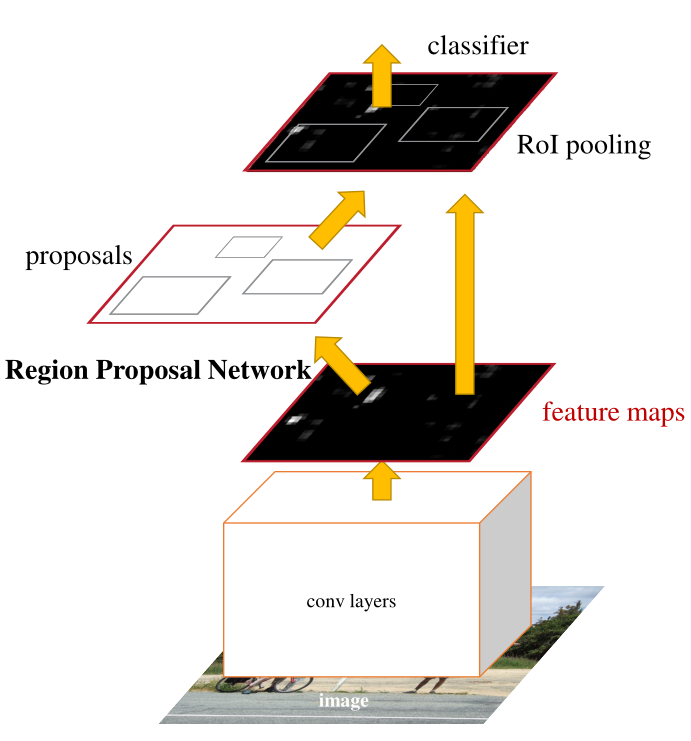 classifier
RoI pooling
proposals
Region Proposal Network
feature maps
conv layers
image